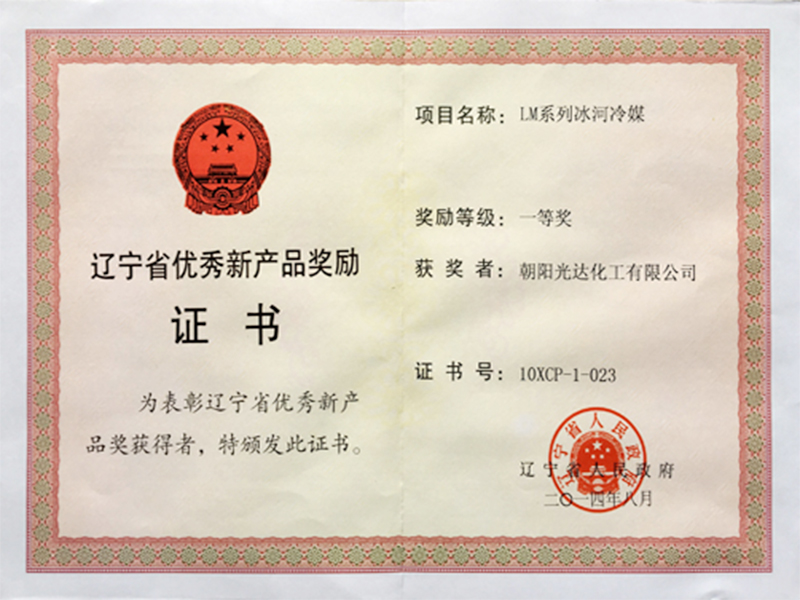 辽宁省优秀新产品奖励
证书
为表彰辽宁省优秀新产
品奖获得者，特颁发此证书。
项目名称：LM系列冰河冷媒
奖励等级：一等奖
获奖者：朝阳光达化工有限公司
证书号：10XCP-1-023
辽宁省人民政府
辽宁省人民政府
二〇一四年八月